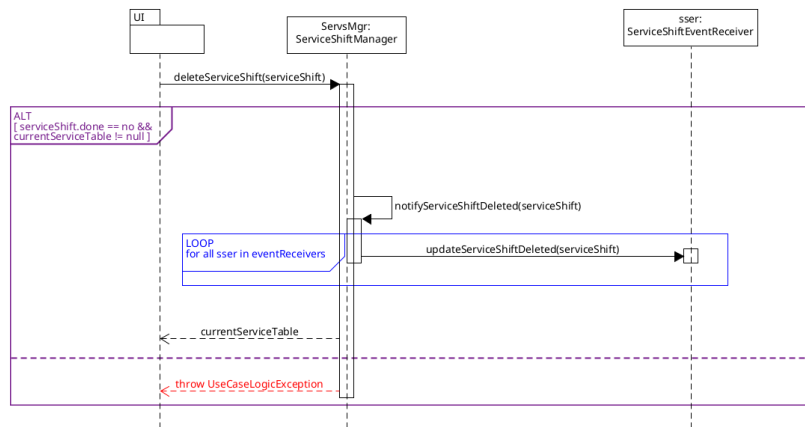 UI
ServsMgr:
ServiceShiftManager
sser:
ServiceShiftEventReceiver
deleteServiceShift(serviceShift)
ALT
[ serviceShift.done == no &&
currentServiceTable != null ]
notifyServiceShiftDeleted(serviceShift)
LOOP
for all sser in eventReceivers
updateServiceShiftDeleted(serviceShift)
currentServiceTable
throw UseCaseLogicException